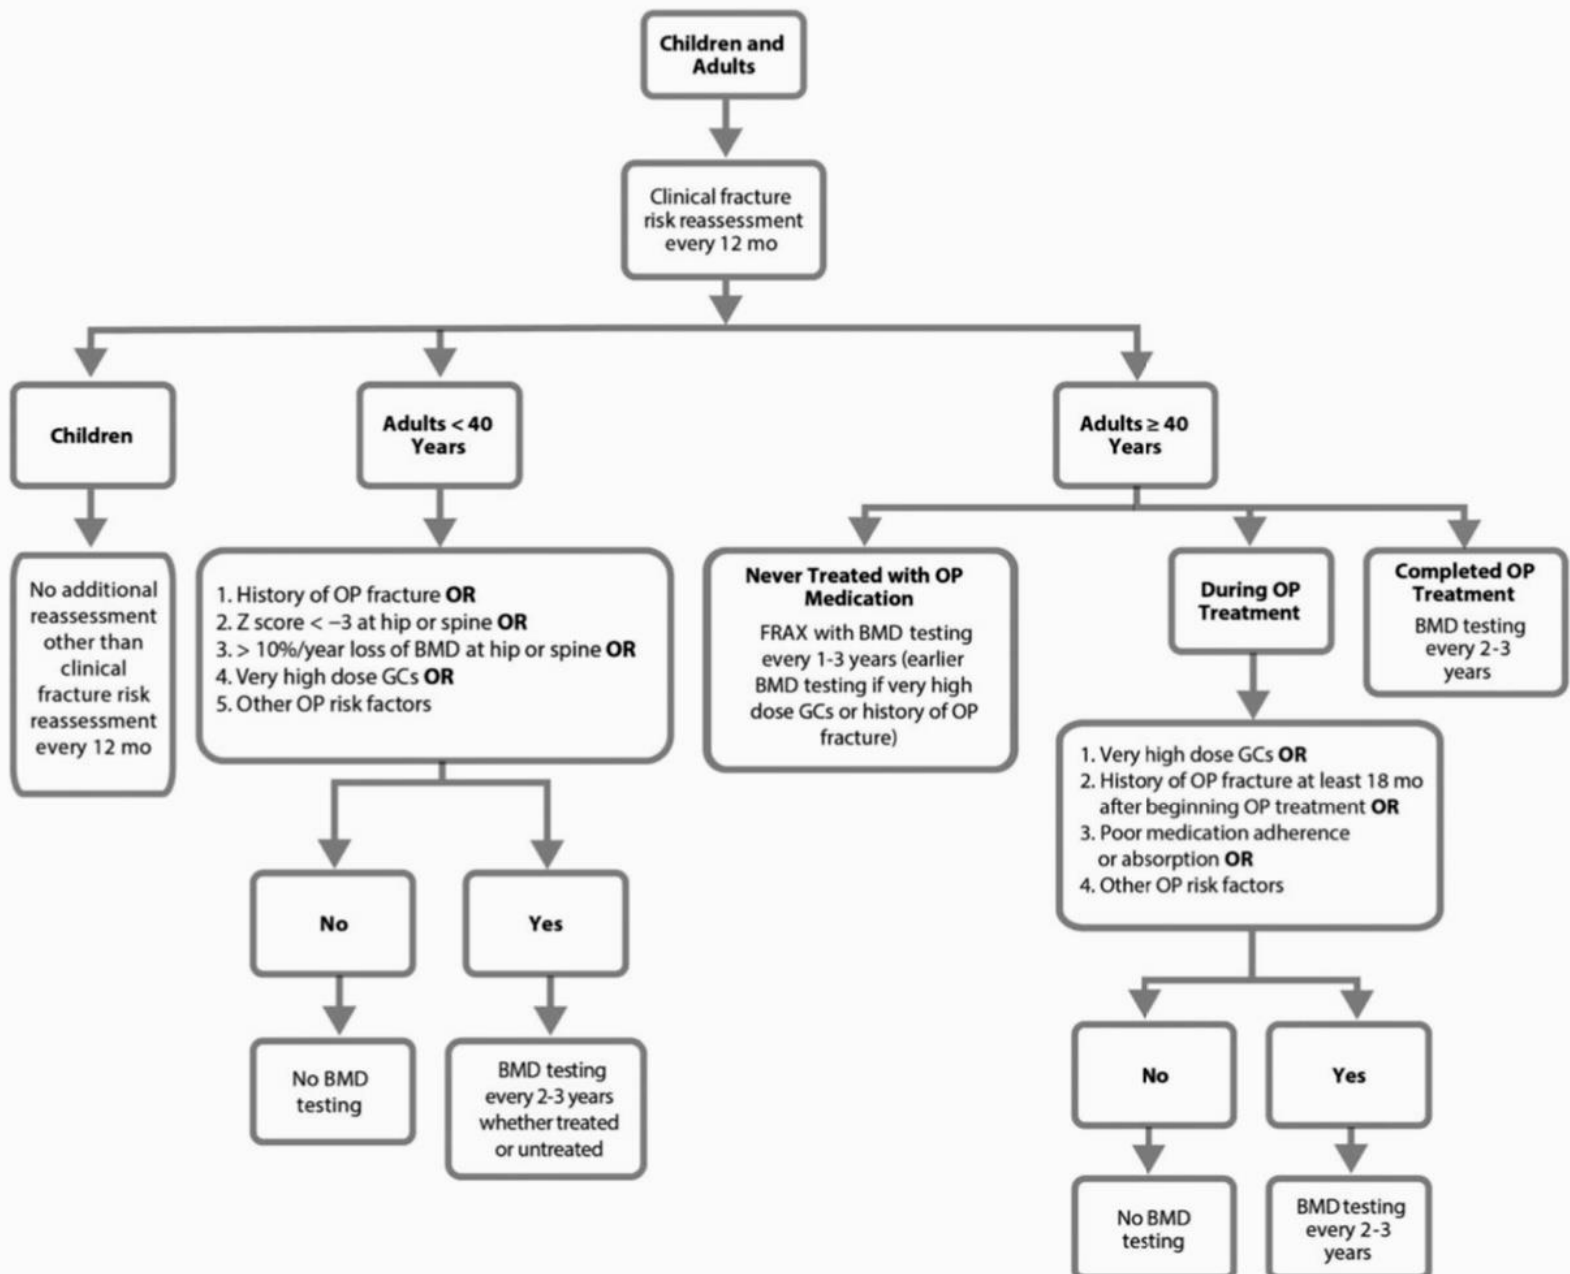 Children and
Adults
Clinical fracture
risk reassessment
every 12 mo
Children
Adults < 40
Years
Adults ≥ 40
Years
No additional
reassessment
other than
clinical
fracture risk
reassessment
every 12 mo
1. History of OP fracture OR
2. Z score < −3 at hip or spine OR
3. > 10%/year loss of BMD at hip or spine OR
4. Very high dose GCs OR
5. Other OP risk factors
Never Treated with OP
Medication
FRAX with BMD testing
every 1-3 years (earlier
BMD testing if very high
dose GCs or history of OP
fracture)
During OP
Treatment
Completed OP
Treatment
BMD testing
every 2-3
years
1. Very high dose GCs OR
2. History of OP fracture at least 18 mo
after beginning OP treatment OR
3. Poor medication adherence
or absorption OR
4. Other OP risk factors
No
Yes
No BMD
testing
BMD testing
every 2-3 years
whether treated
or untreated
No
Yes
No BMD
testing
BMD testing
every 2-3
years